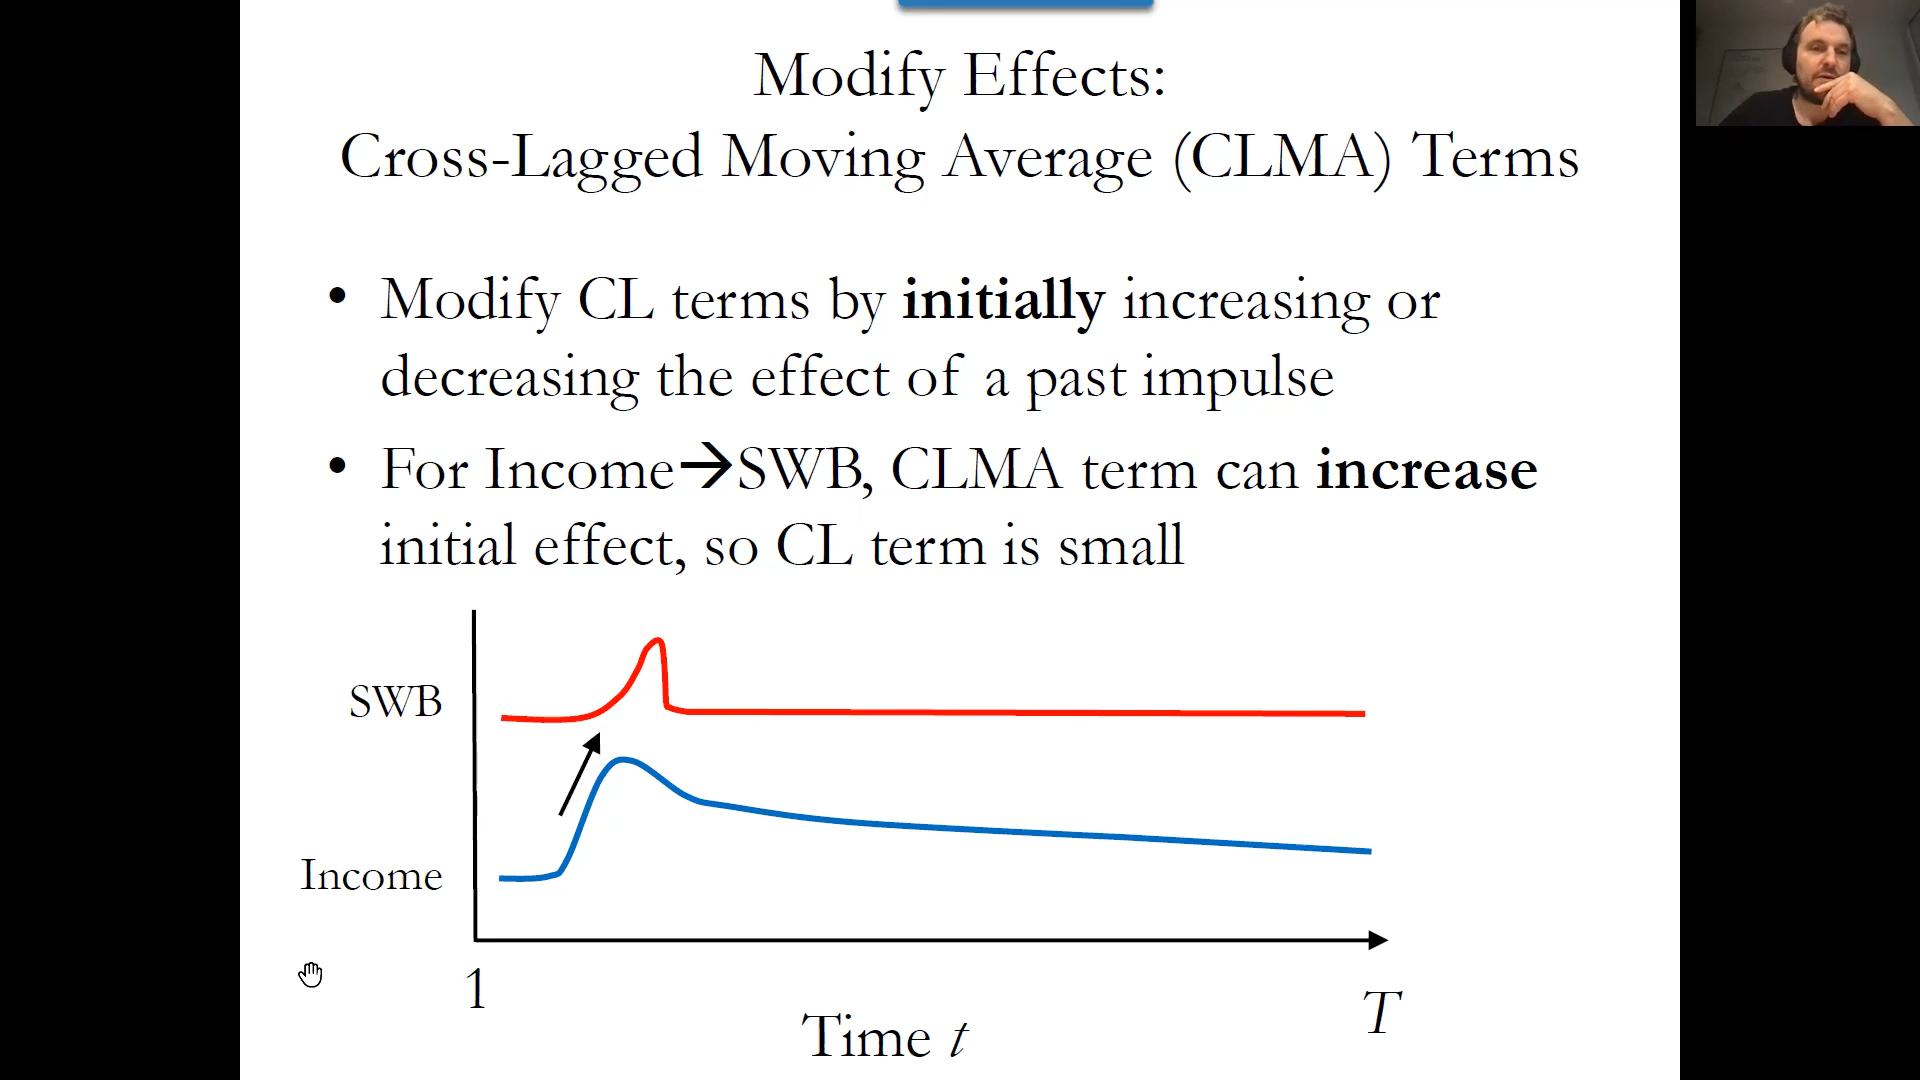 Modify Effects:
Cross-Lagged Moving Average (CLMA) Terms
• Modify CL terms by initially increasing or
decreasing the effect of a past impulse
• For Income→SWB, CLMA term can increase
initial effect, so CL term is small
SWB
Income
1
T
Time t